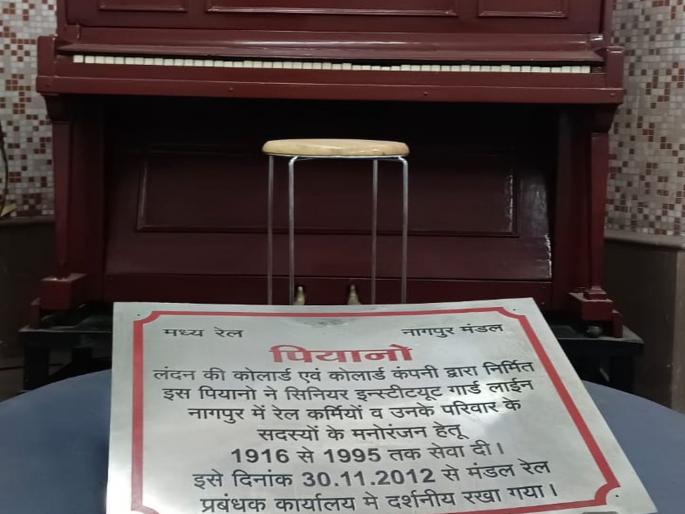 मध्य रेल नागपुर मंडल
पियानो
लंदन की कोलार्ड एवं कोलार्ड कंपनी द्वारा निर्मित
इस पियानो ने सिनियर इन्स्टीटयूट गार्ड लाईन
नागपुर में रेल कर्मियों व उनके परिवार के
सदस्यों के मनोरंजन हेतू
1916 से 1995 तक सेवा दी।
इसे दिनांक 30.11.2012 से मंडल रेल
प्रबंधक कार्यालय मे दर्शनीय रखा गया।